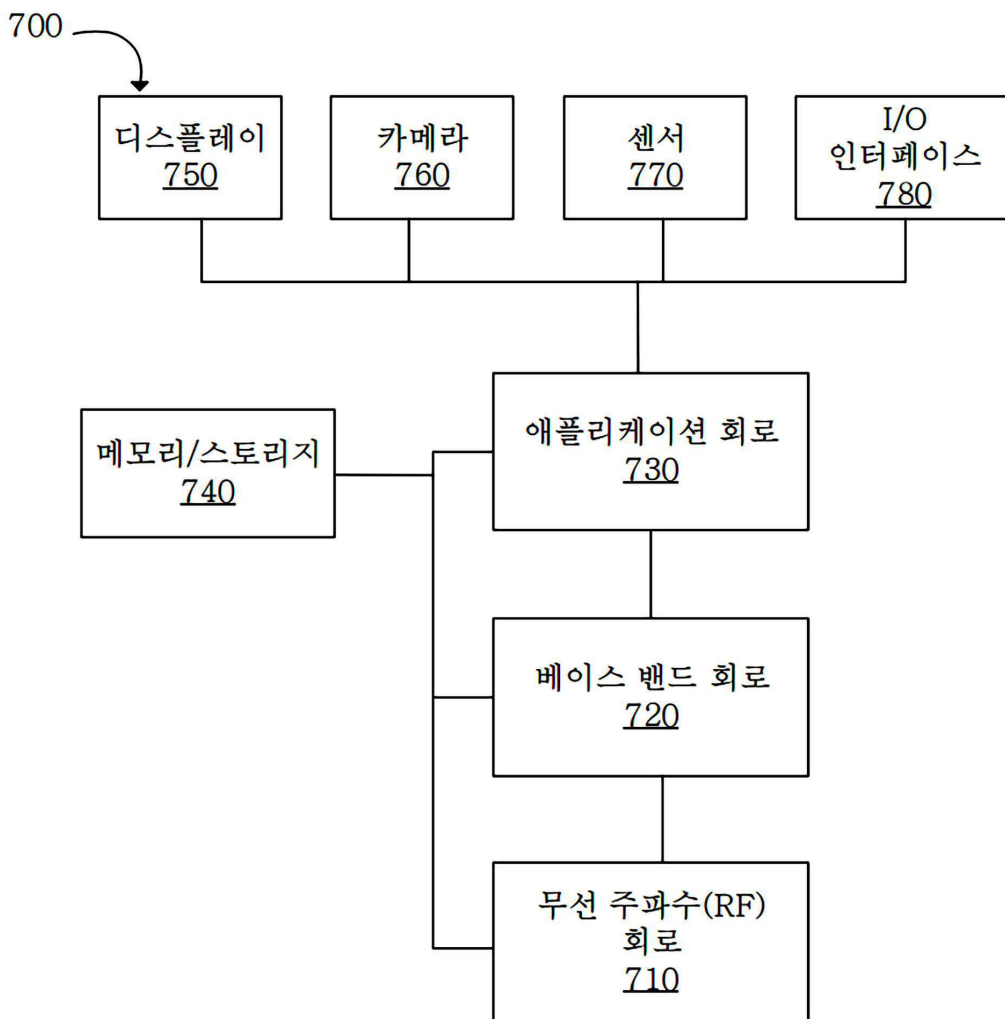 700
디스플레이
750
카메라
760
센서
770
I/O
인터페이스
780
메모리/스토리지
740
애플리케이션 회로
730
베이스 밴드 회로
720
무선 주파수(RF)
회로
710